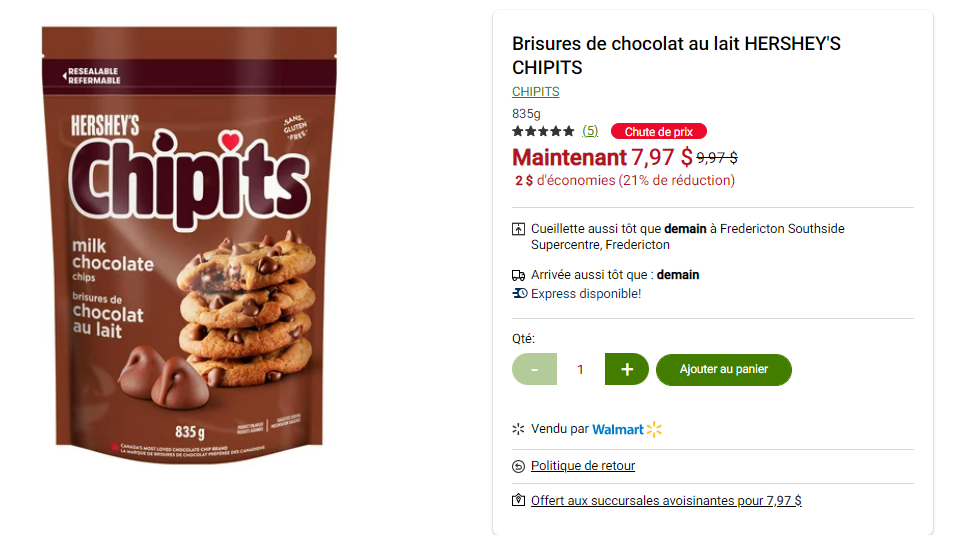 RESEALABLE
REFERMABLE
HERSHEY'S
SANS
GLUTEN
FREE
Chipits
milk
chocolate
chips
brisures de
chocolat
au lait
835 g
CANADA'S MOST LOVED CHOCOLATE CHIP BRAND
LA MARQUE DE BRISURES DE CHOCOLAT PRÉFÉRÉE DES CANADIENS
Brisures de chocolat au lait HERSHEY'S
CHIPITS
CHIPITS
835g
(5) Chute de prix
Maintenant 7,97 $ 9,97 $
2 $ d'économies (21% de réduction)
Cueillette aussi tôt que demain à Fredericton Southside
Supercentre, Fredericton
Arrivée aussi tôt que : demain
Express disponible!
Qté:
- 1 + Ajouter au panier
Vendu par Walmart
Politique de retour
Offert aux succursales avoisinantes pour 7,97 $